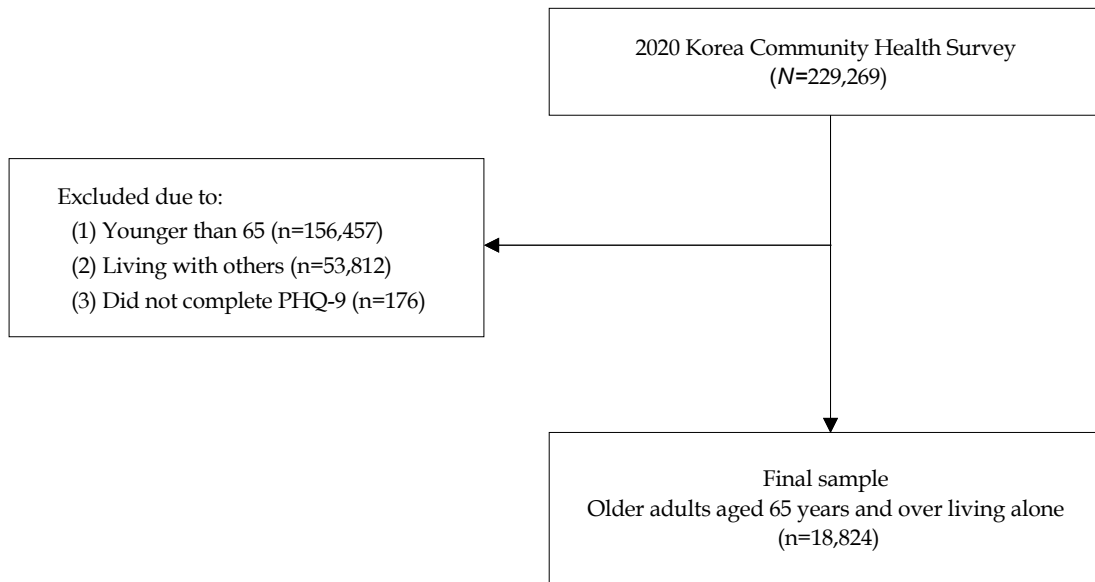 2020 Korea Community Health Survey
(N=229,269)
Excluded due to:
(1) Younger than 65 (n=156,457)
(2) Living with others (n=53,812)
(3) Did not complete PHQ-9 (n=176)
Final sample
Older adults aged 65 years and over living alone
(n=18,824)